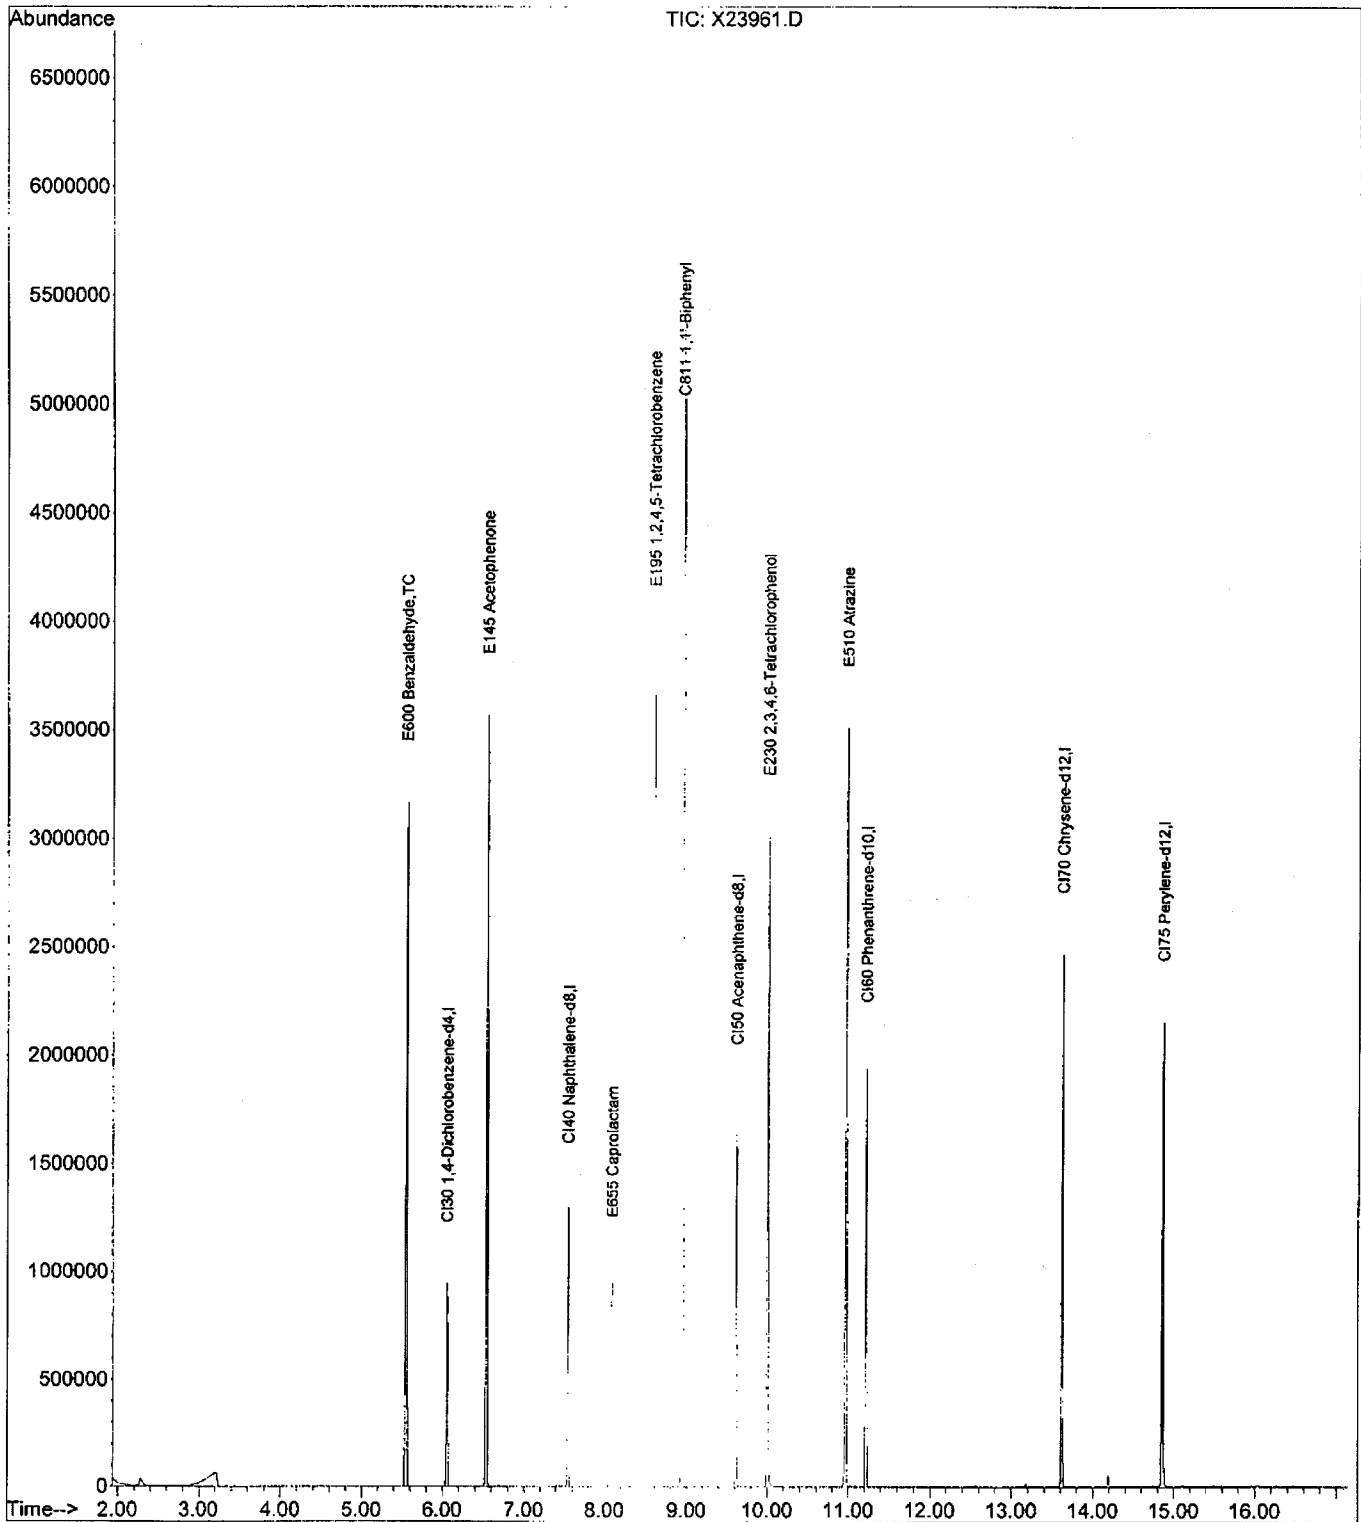 Abundance
TIC: X23961.D
6500000
6000000
5500000
5000000
4500000
4000000
3500000
3000000
2500000
2000000
1500000
1000000
500000
0
E600 Benzaldehyde,TC
CI30 1,4-Dichlorobenzene-d4,I
E145 Acetophenone
CI40 Naphthalene-d8,I
E655 Caprolactam
E195 1,2,4,5-Tetrachlorobenzene
C811 1,1'-Biphenyl
CI50 Acenaphthene-d8,I
E230 2,3,4,6-Tetrachlorophenol
E510 Atrazine
CI60 Phenanthrene-d10,I
CI70 Chrysene-d12,I
CI75 Perylene-d12,I
Time--> 2.00 3.00 4.00 5.00 6.00 7.00 8.00 9.00 10.00 11.00 12.00 13.00 14.00 15.00 16.00